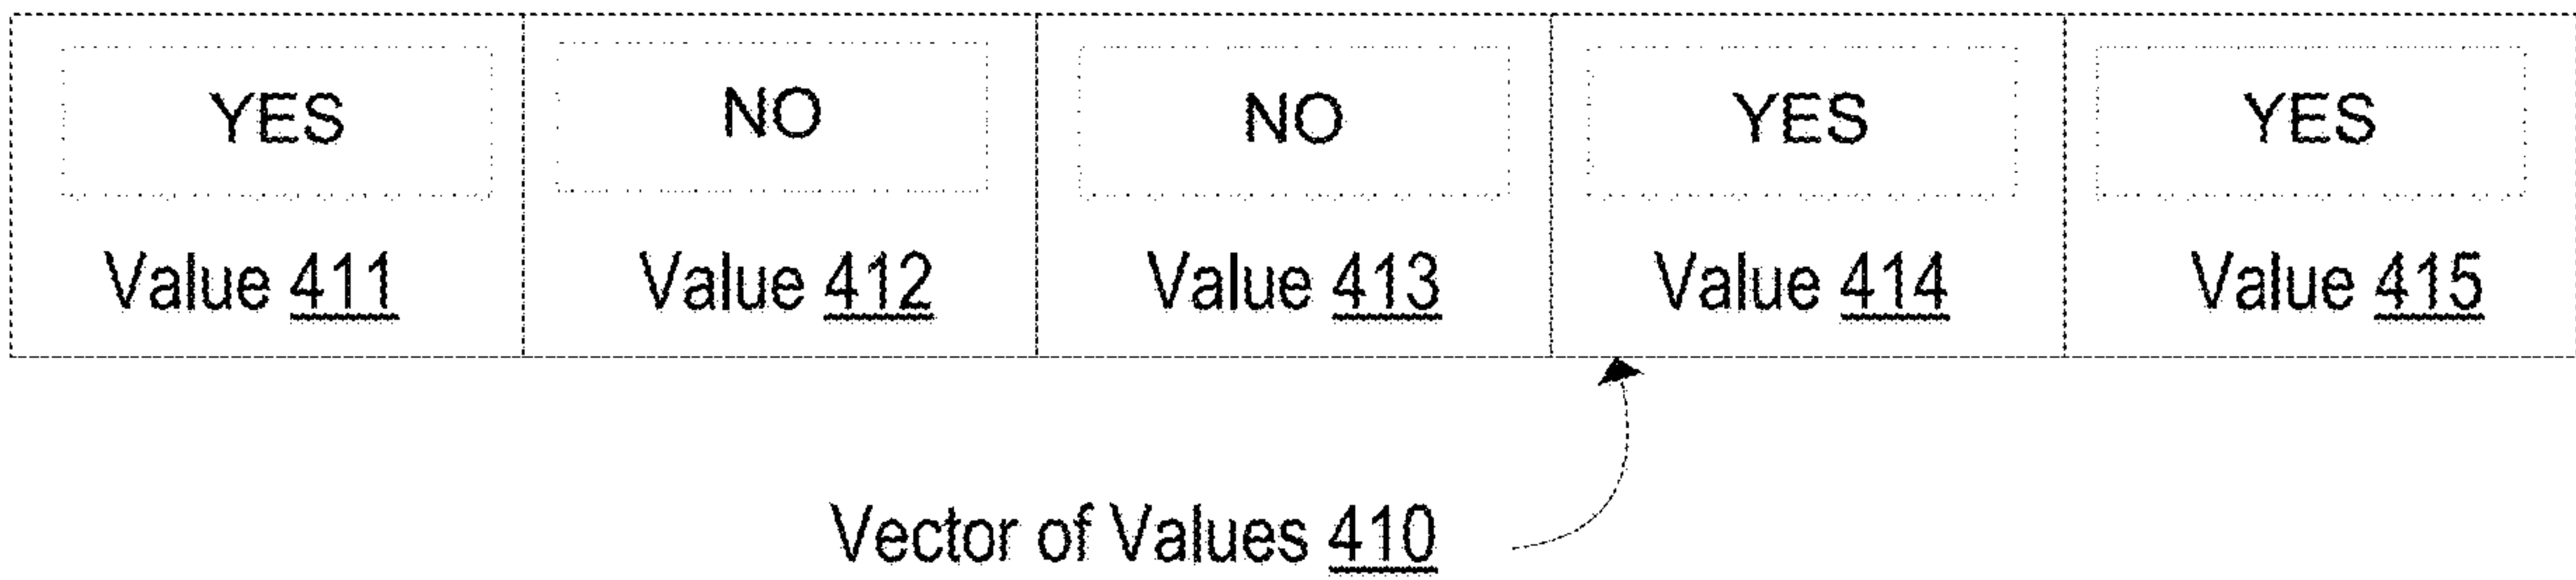 YES NO NO YES YES
Value 411 Value 412 Value 413 Value 414 Value 415
Vector of Values 410